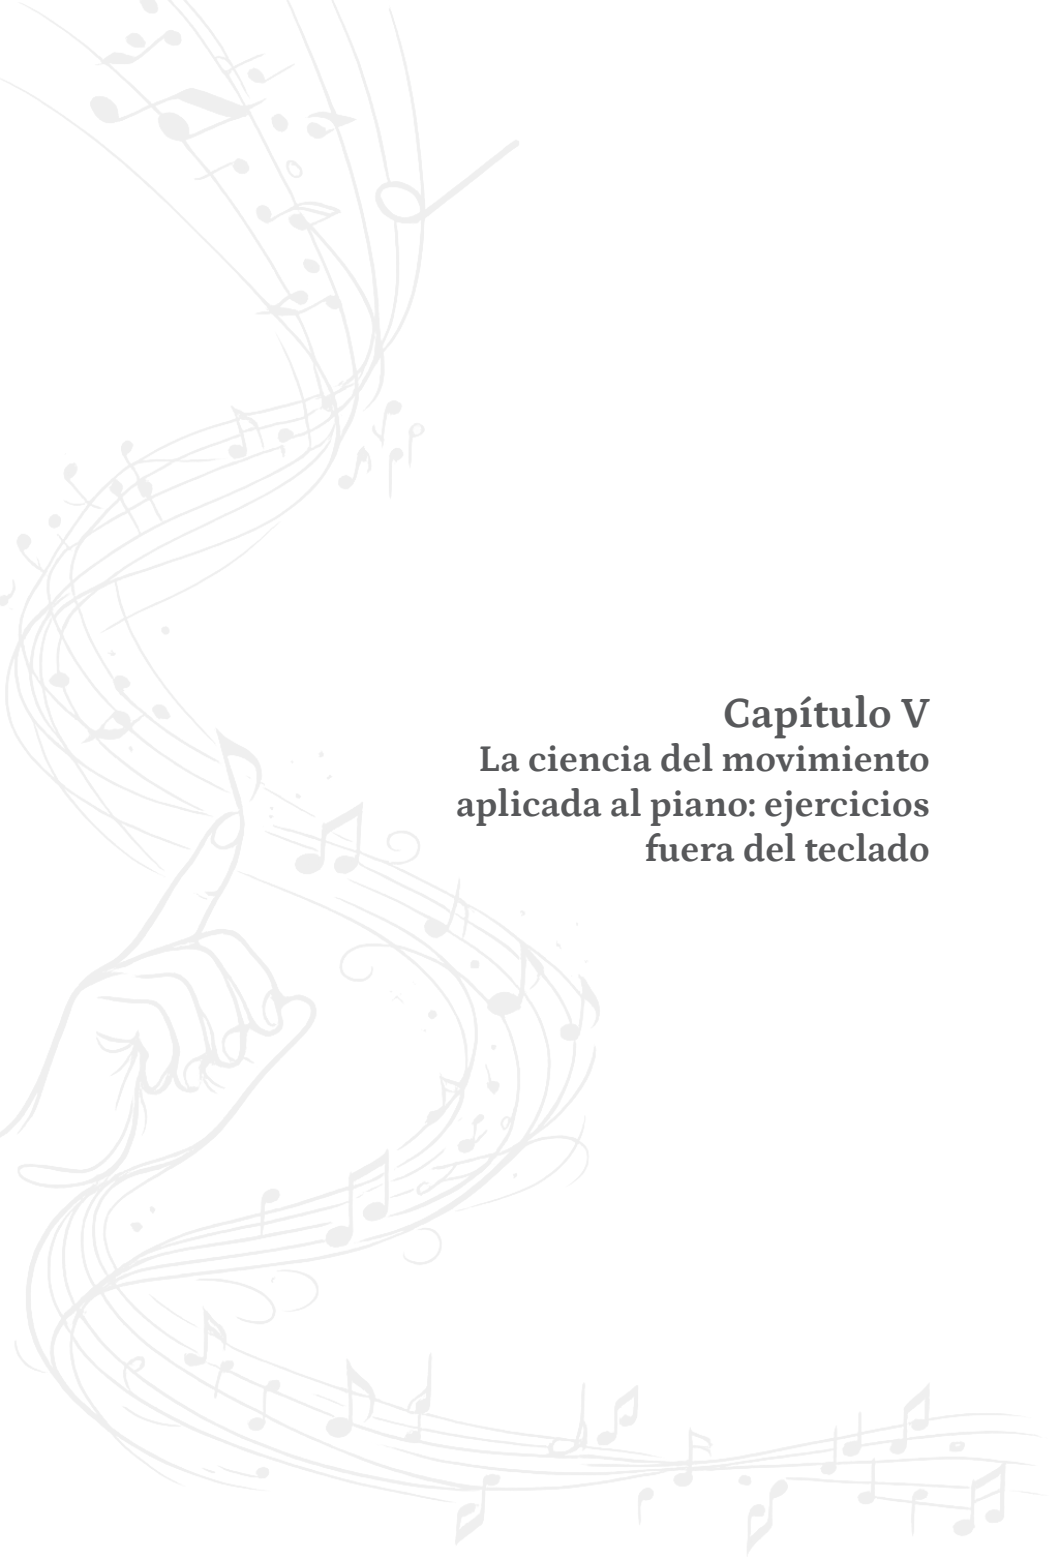 Capítulo V
La ciencia del movimiento
aplicada al piano: ejercicios
fuera del teclado